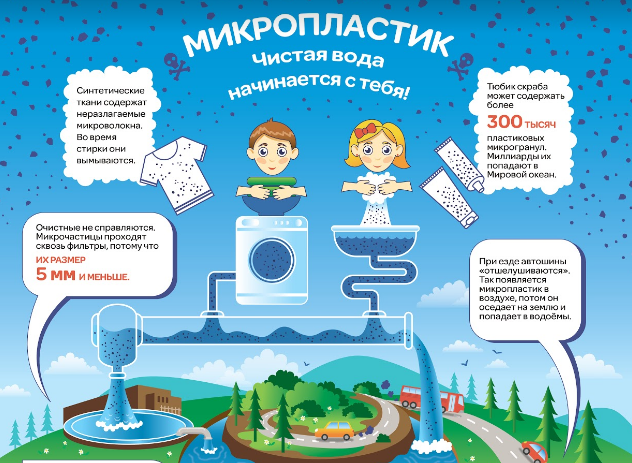 МИКРОПЛАСТИК
Чистая вода
начинается с тебя!
Синтетические
ткани содержат
неразлагаемые
микроволокна.
Во время
стирки они
вымываются.
Тюбик скраба
может содержать
более
300 тысяч
пластиковых
микрогранул.
Миллиарды их
попадают в
Мировой океан.
Очистные не справляются.
Микрочастицы проходят
сквозь фильтры, потому что
ИХ РАЗМЕР
5 мм И МЕНЬШЕ.
При езде автошины
«отшелушиваются».
Так появляется
микропластик в
воздухе, потом он
оседает на землю и
попадает в водоёмы.